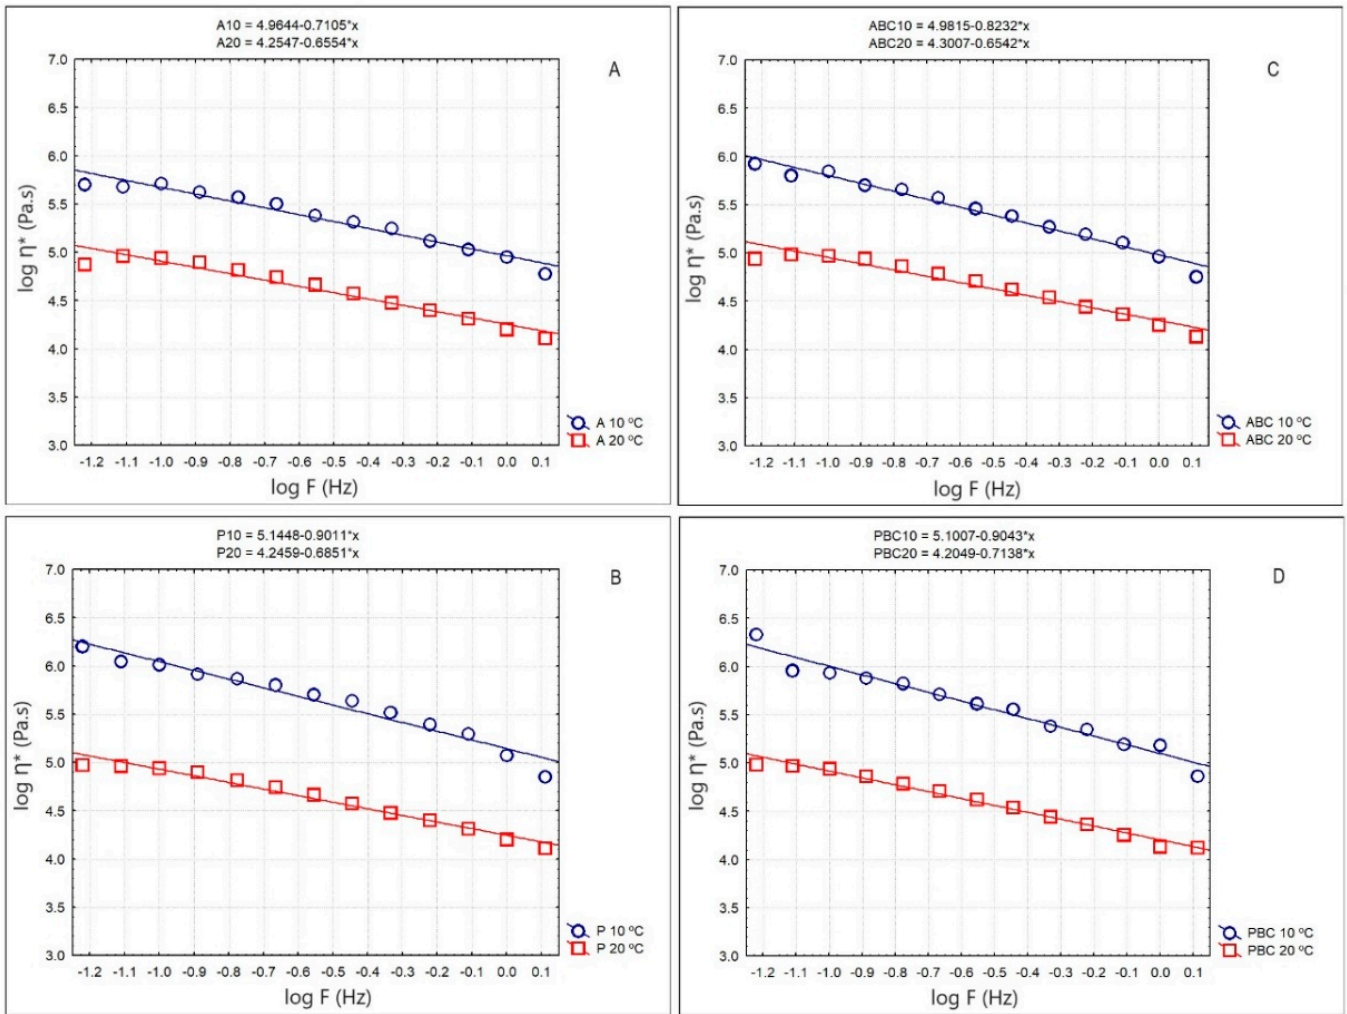 A10 = 4.9644-0.7105*x
A20 = 4.2547-0.6554*x
A
7.0
6.5
6.0
5.5
5.0
4.5
4.0
3.5
3.0
log η* (Pa.s)
-1.2 -1.1 -1.0 -0.9 -0.8 -0.7 -0.6 -0.5 -0.4 -0.3 -0.2 -0.1 0.0 0.1
log F (Hz)
A 10 ºC
A 20 ºC
ABC10 = 4.9815-0.8232*x
ABC20 = 4.3007-0.6542*x
C
7.0
6.5
6.0
5.5
5.0
4.5
4.0
3.5
3.0
log η* (Pa.s)
-1.2 -1.1 -1.0 -0.9 -0.8 -0.7 -0.6 -0.5 -0.4 -0.3 -0.2 -0.1 0.0 0.1
log F (Hz)
ABC 10 ºC
ABC 20 ºC
P10 = 5.1448-0.9011*x
P20 = 4.2459-0.6851*x
B
7.0
6.5
6.0
5.5
5.0
4.5
4.0
3.5
3.0
log η* (Pa.s)
-1.2 -1.1 -1.0 -0.9 -0.8 -0.7 -0.6 -0.5 -0.4 -0.3 -0.2 -0.1 0.0 0.1
log F (Hz)
P 10 ºC
P 20 ºC
PBC10 = 5.1007-0.9043*x
PBC20 = 4.2049-0.7138*x
D
7.0
6.5
6.0
5.5
5.0
4.5
4.0
3.5
3.0
log η* (Pa.s)
-1.2 -1.1 -1.0 -0.9 -0.8 -0.7 -0.6 -0.5 -0.4 -0.3 -0.2 -0.1 0.0 0.1
log F (Hz)
PBC 10 ºC
PBC 20 ºC